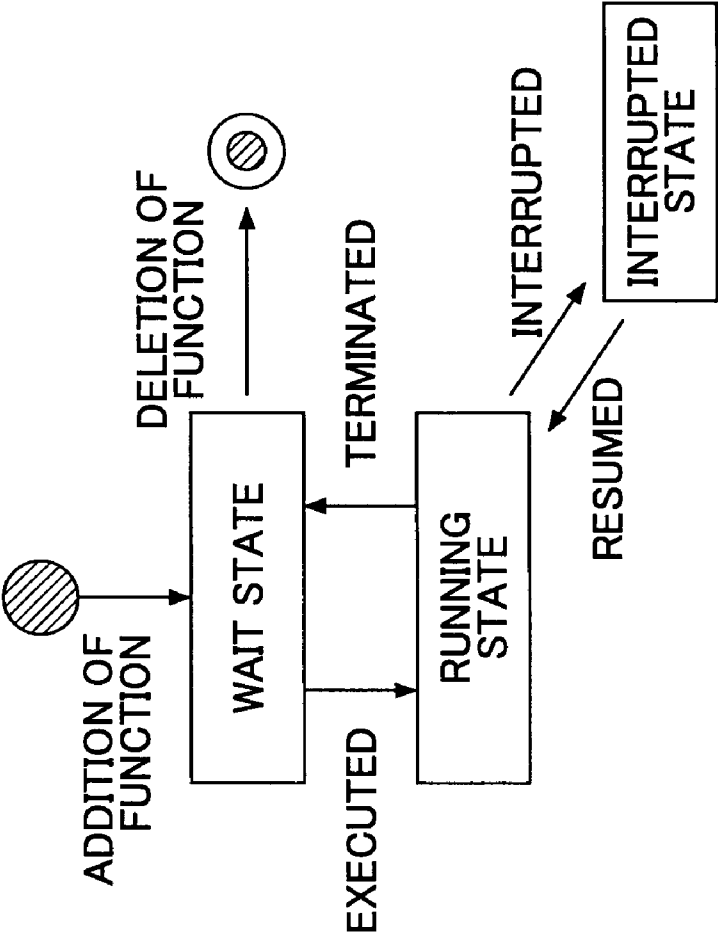 ADDITION OF
FUNCTION
DELETION OF
FUNCTION
WAIT STATE
EXECUTED
TERMINATED
RUNNING
STATE
INTERRUPTED
RESUMED
INTERRUPTED
STATE